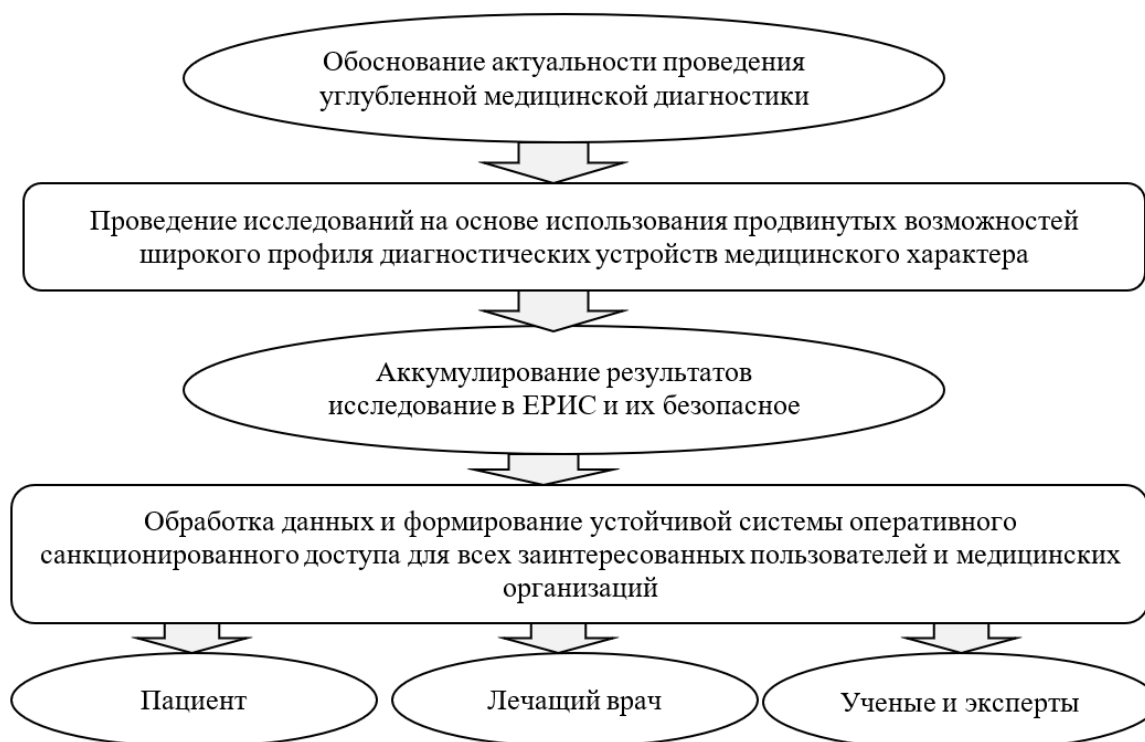 Обоснование актуальности проведения
углубленной медицинской диагностики
Проведение исследований на основе использования продвинутых возможностей
широкого профиля диагностических устройств медицинского характера
Аккумулирование результатов
исследование в ЕРИС и их безопасное
Обработка данных и формирование устойчивой системы оперативного
санкционированного доступа для всех заинтересованных пользователей и медицинских
организаций
Пациент
Лечащий врач
Ученые и эксперты